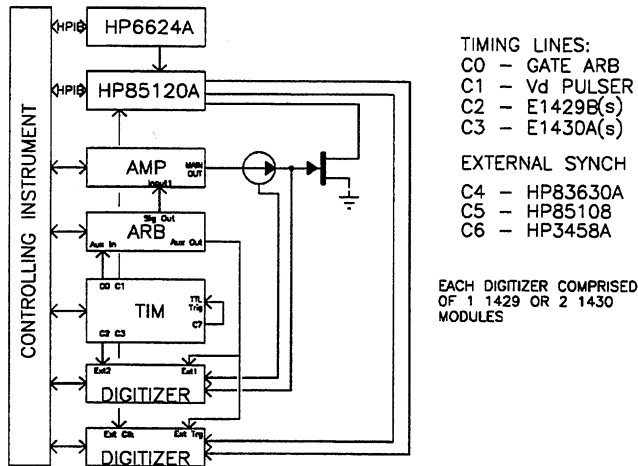 CONTROLLING INSTRUMENT
HPIB
HP6624A
HPIB
HP85120A
AMP
MAIN OUT
Input1
Sig Out
ARB
Aux In
Aux Out
C0 C1
TIM
TTL Trig
C7
C2 C3
Ext2
Ext1
DIGITIZER
Ext Clk
Ext Trg
DIGITIZER
TIMING LINES:
C0 - GATE ARB
C1 - Vd PULSER
C2 - E1429B(s)
C3 - E1430A(s)
EXTERNAL SYNCH
C4 - HP83630A
C5 - HP85108
C6 - HP3458A
EACH DIGITIZER COMPRISED
OF 1 1429 OR 2 1430
MODULES